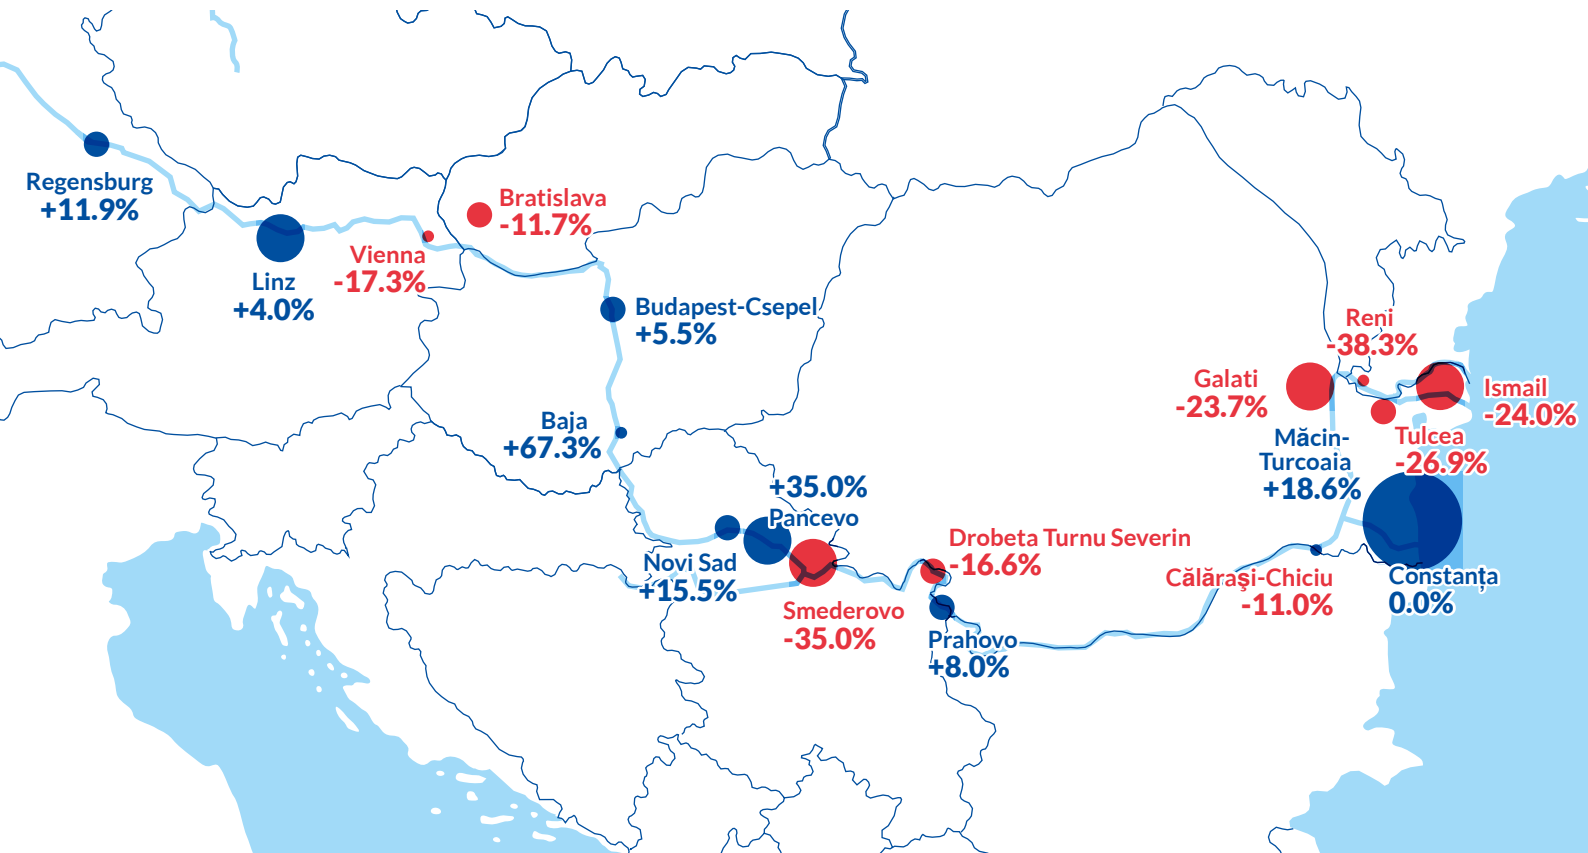 Regensburg
+11.9%
Linz
+4.0%
Vienna
-17.3%
Bratislava
-11.7%
Budapest-Csepel
+5.5%
Baja
+67.3%
+35.0%
Pancevo
Novi Sad
+15.5%
Smederovo
-35.0%
Drobeta Turnu Severin
-16.6%
Prahovo
+8.0%
Călăraşi-Chiciu
-11.0%
Reni
-38.3%
Galati
-23.7%
Ismail
-24.0%
Tulcea
-26.9%
Măcin-
Turcoaia
+18.6%
Constanța
0.0%